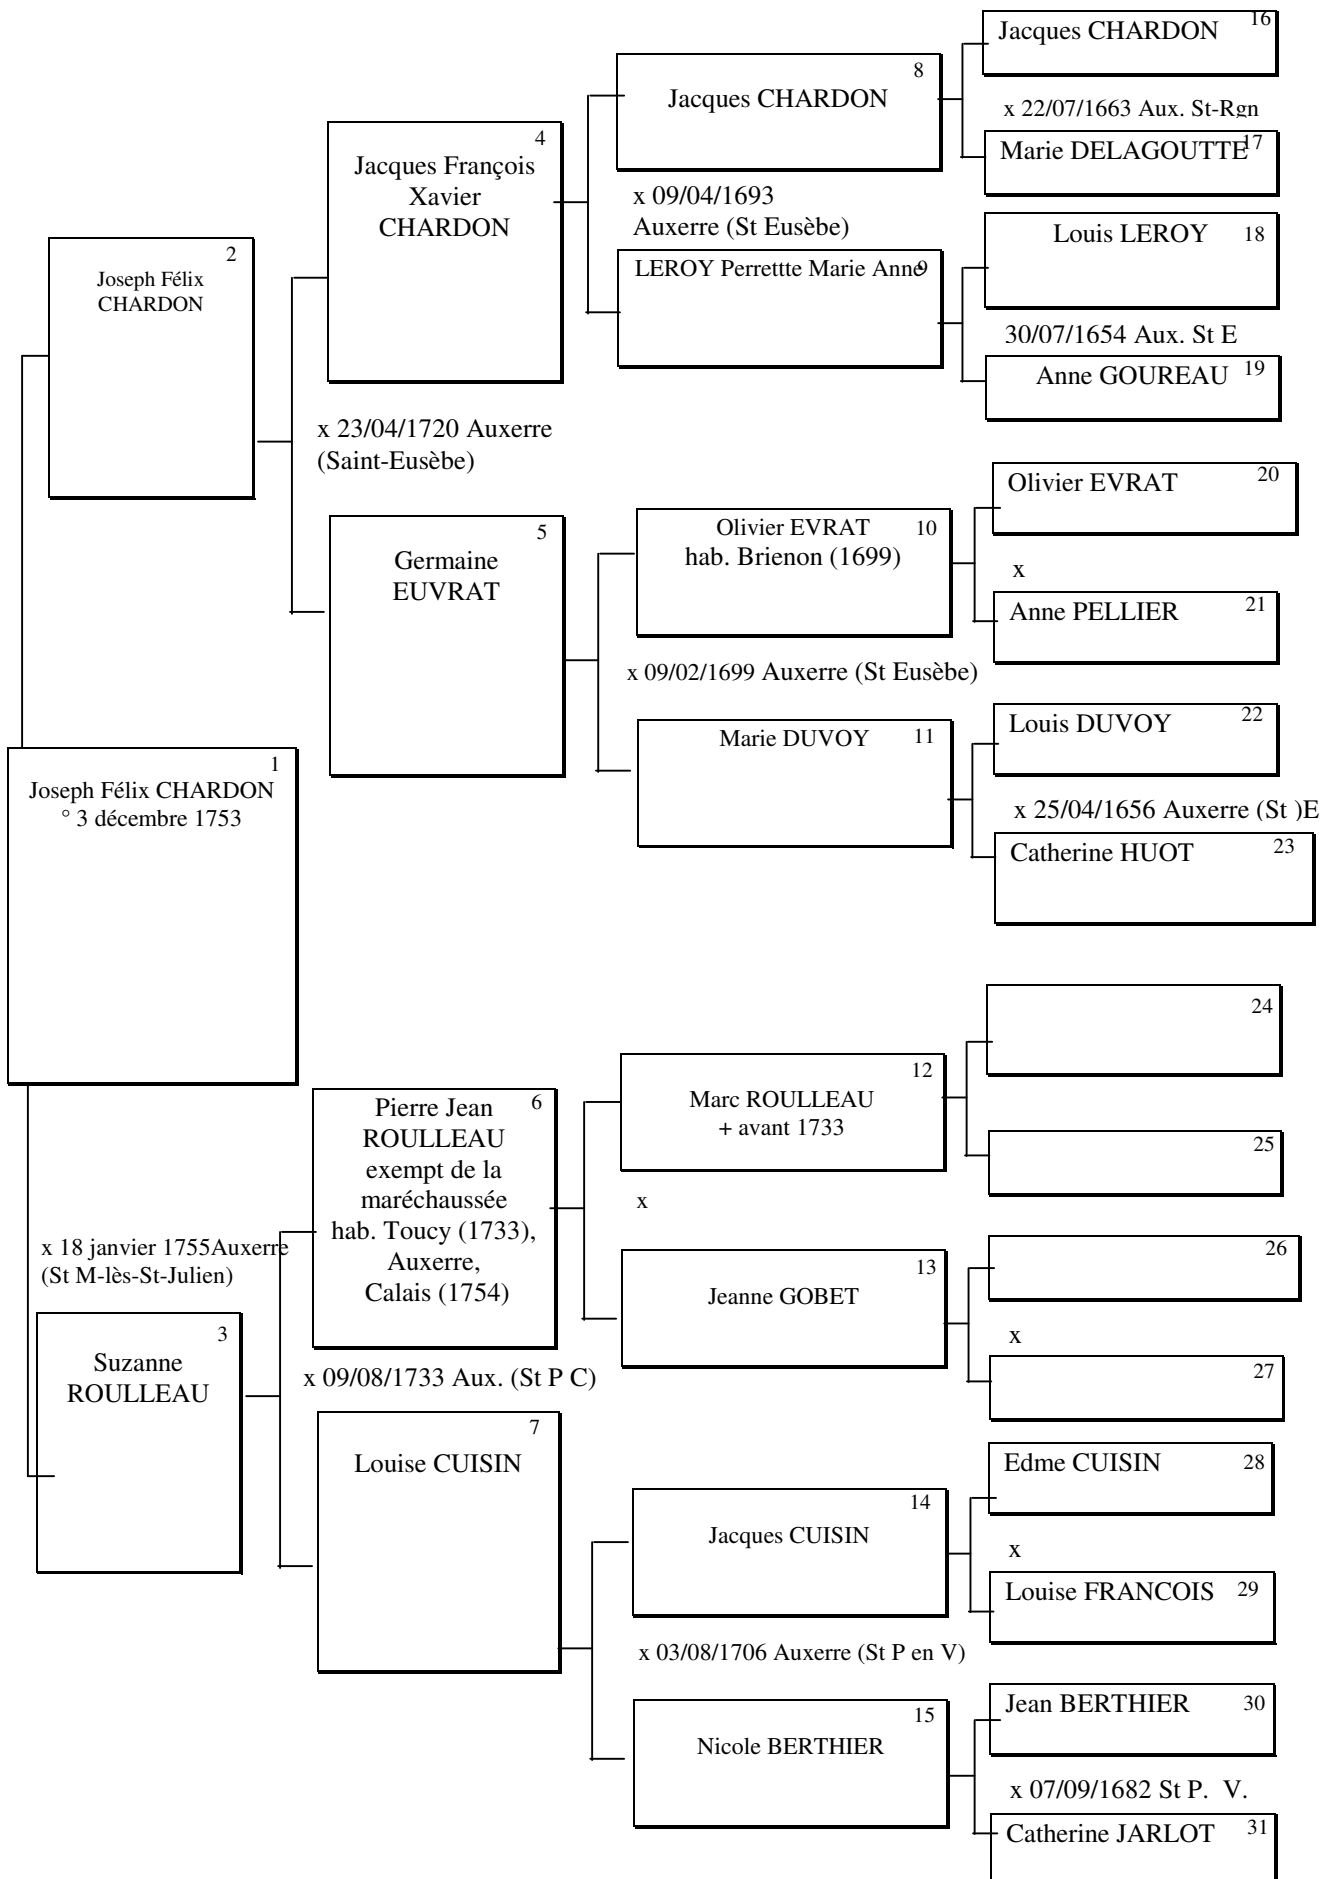 16
Jacques CHARDON
x 22/07/1663 Aux. St-Rgn
17
Marie DELAGOUTTE
8
Jacques CHARDON
x 09/04/1693
Auxerre (St Eusèbe)
LEROY Perrettte Marie Anne
9
Louis LEROY 18
30/07/1654 Aux. St E
Anne GOUREAU 19
4
Jacques François
Xavier
CHARDON
2
Joseph Félix
CHARDON
x 23/04/1720 Auxerre
(Saint-Eusèbe)
5
Germaine
EUVRAT
Olivier EVRAT 10
hab. Brienon (1699)
x 09/02/1699 Auxerre (St Eusèbe)
Marie DUVOY 11
Olivier EVRAT 20
x
Anne PELLIER 21
Louis DUVOY 22
x 25/04/1656 Auxerre (St )E
Catherine HUOT 23
1
Joseph Félix CHARDON
° 3 décembre 1753
24
25
12
Marc ROULLEAU
+ avant 1733
x
13
Jeanne GOBET
26
x
27
Pierre Jean 6
ROULLEAU
exempt de la
maréchaussée
hab. Toucy (1733),
Auxerre,
Calais (1754)
x 18 janvier 1755Auxerre
(St M-lès-St-Julien)
3
Suzanne
ROULLEAU
x 09/08/1733 Aux. (St P C)
7
Louise CUISIN
14
Jacques CUISIN
x 03/08/1706 Auxerre (St P en V)
15
Nicole BERTHIER
Edme CUISIN 28
x
Louise FRANCOIS 29
Jean BERTHIER 30
x 07/09/1682 St P. V.
Catherine JARLOT 31